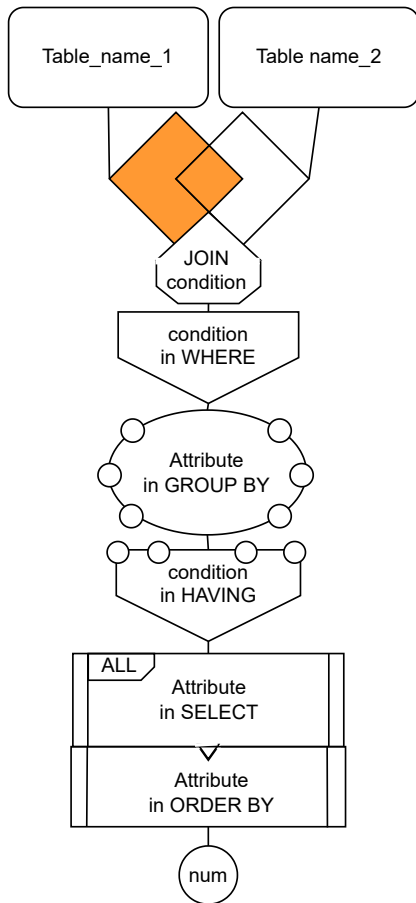 Table_name_1
Table name_2
JOIN
condition
condition
in WHERE
Attribute
in GROUP BY
condition
in HAVING
ALL
Attribute
in SELECT
Attribute
in ORDER BY
num